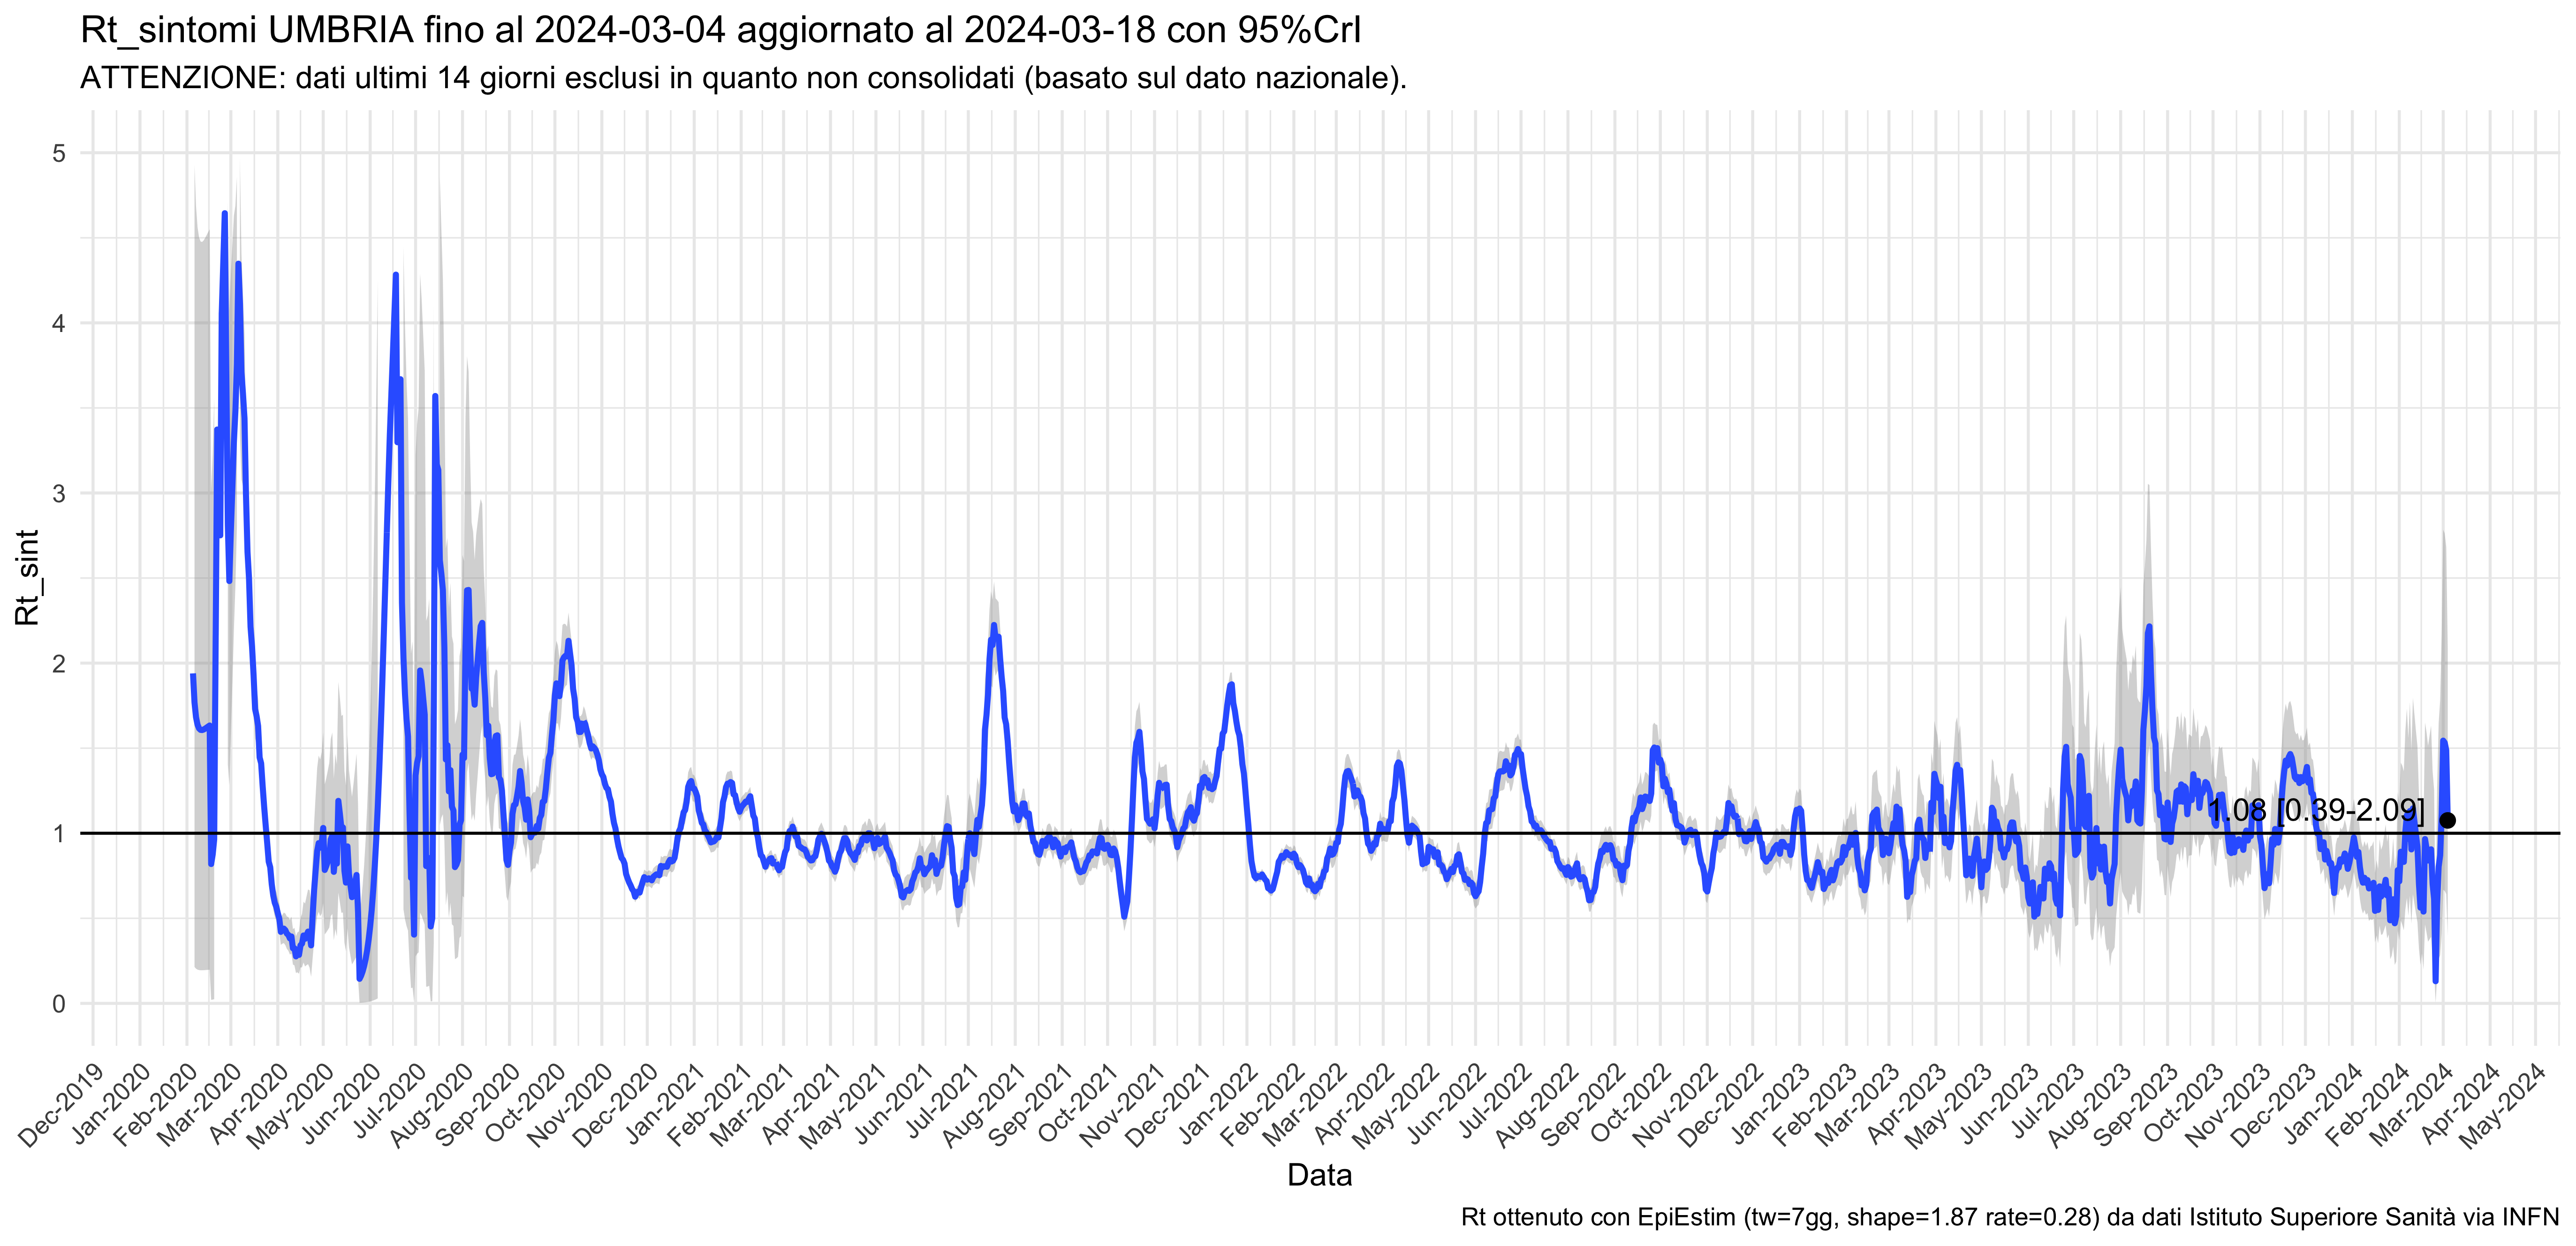 Rt_sintomi UMBRIA fino al 2024-03-04 aggiornato al 2024-03-18 con 95%CrI
ATTENZIONE: dati ultimi 14 giorni esclusi in quanto non consolidati (basato sul dato nazionale).
5
4
3
2
1
0
Rt_sint
1.08 [0.39-2.09]
Dec-2019
Jan-2020
Feb-2020
Mar-2020
Apr-2020
May-2020
Jun-2020
Jul-2020
Aug-2020
Sep-2020
Oct-2020
Nov-2020
Dec-2020
Jan-2021
Feb-2021
Mar-2021
Apr-2021
May-2021
Jun-2021
Jul-2021
Aug-2021
Sep-2021
Oct-2021
Nov-2021
Dec-2021
Jan-2022
Feb-2022
Mar-2022
Apr-2022
May-2022
Jun-2022
Jul-2022
Aug-2022
Sep-2022
Oct-2022
Nov-2022
Dec-2022
Jan-2023
Feb-2023
Mar-2023
Apr-2023
May-2023
Jun-2023
Jul-2023
Aug-2023
Sep-2023
Oct-2023
Nov-2023
Dec-2023
Jan-2024
Feb-2024
Mar-2024
Apr-2024
May-2024
Data
Rt ottenuto con EpiEstim (tw=7gg, shape=1.87 rate=0.28) da dati Istituto Superiore Sanità via INFN